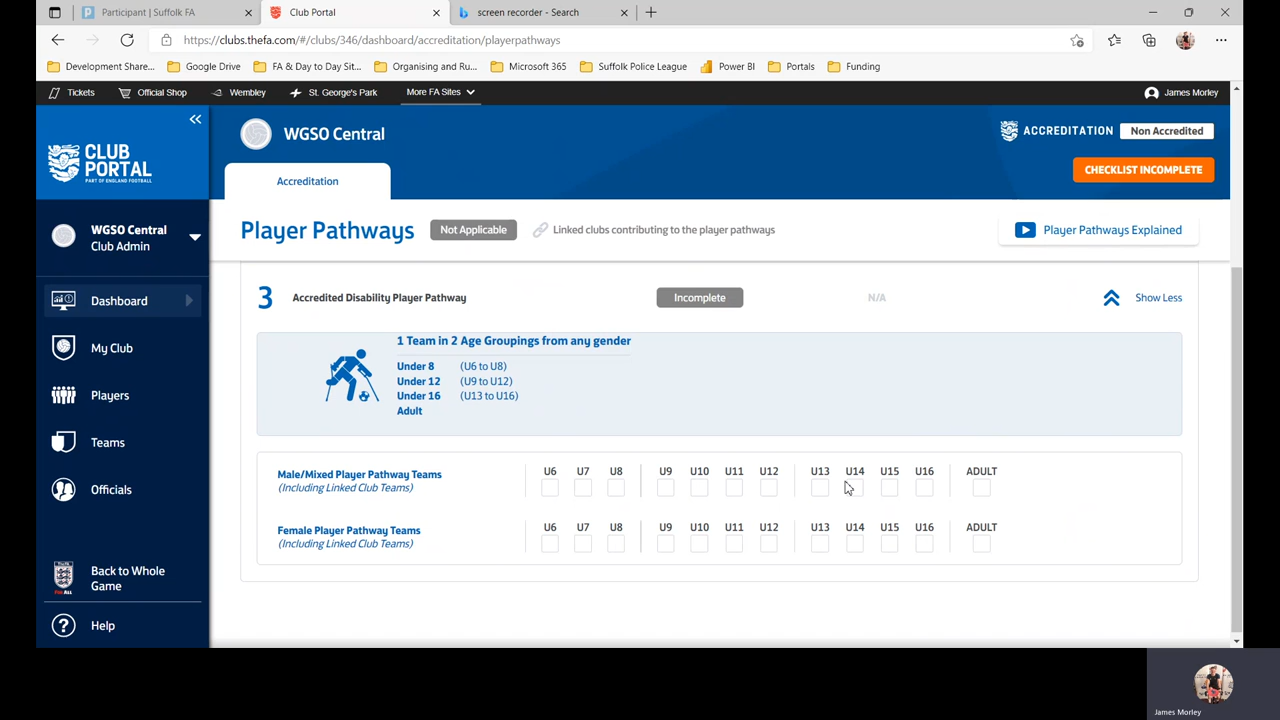 Participant | Suffolk FA
Club Portal
screen recorder - Search
https://clubs.thefa.com/#/clubs/346/dashboard/accreditation/playerpathways
Development Share...
Google Drive
FA & Day to Day Sit...
Organising and Ru...
Microsoft 365
Suffolk Police League
Power BI
Portals
Funding
Tickets
Official Shop
Wembley
St. George's Park
More FA Sites
James Morley
CLUB
PORTAL
PART OF ENGLAND FOOTBALL
WGSO Central
ACCREDITATION
Non Accredited
CHECKLIST INCOMPLETE
Accreditation
WGSO Central
Club Admin
Player Pathways
Not Applicable
Linked clubs contributing to the player pathways
Player Pathways Explained
Dashboard
My Club
Players
Teams
Officials
Back to Whole
Game
Help
3 Accredited Disability Player Pathway Incomplete N/A Show Less
1 Team in 2 Age Groupings from any gender
Under 8 (U6 to U8)
Under 12 (U9 to U12)
Under 16 (U13 to U16)
Adult
Male/Mixed Player Pathway Teams
(Including Linked Club Teams)
U6 U7 U8 U9 U10 U11 U12 U13 U14 U15 U16 ADULT
Female Player Pathway Teams
(Including Linked Club Teams)
U6 U7 U8 U9 U10 U11 U12 U13 U14 U15 U16 ADULT
James Morley